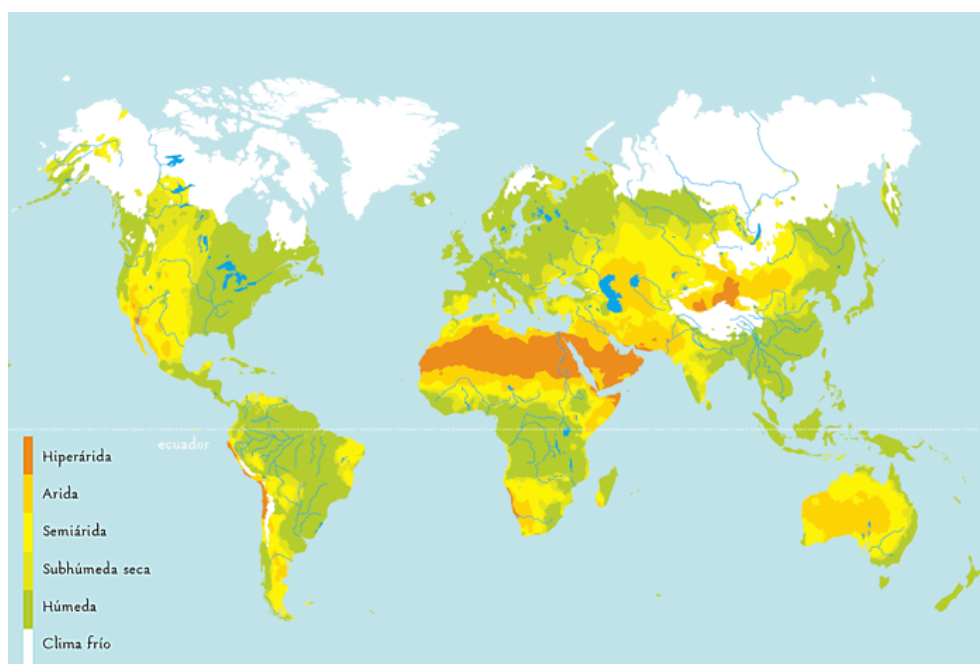 ecuador
Hiperárida
Arida
Semiárida
Subhúmeda seca
Húmeda
Clima frío